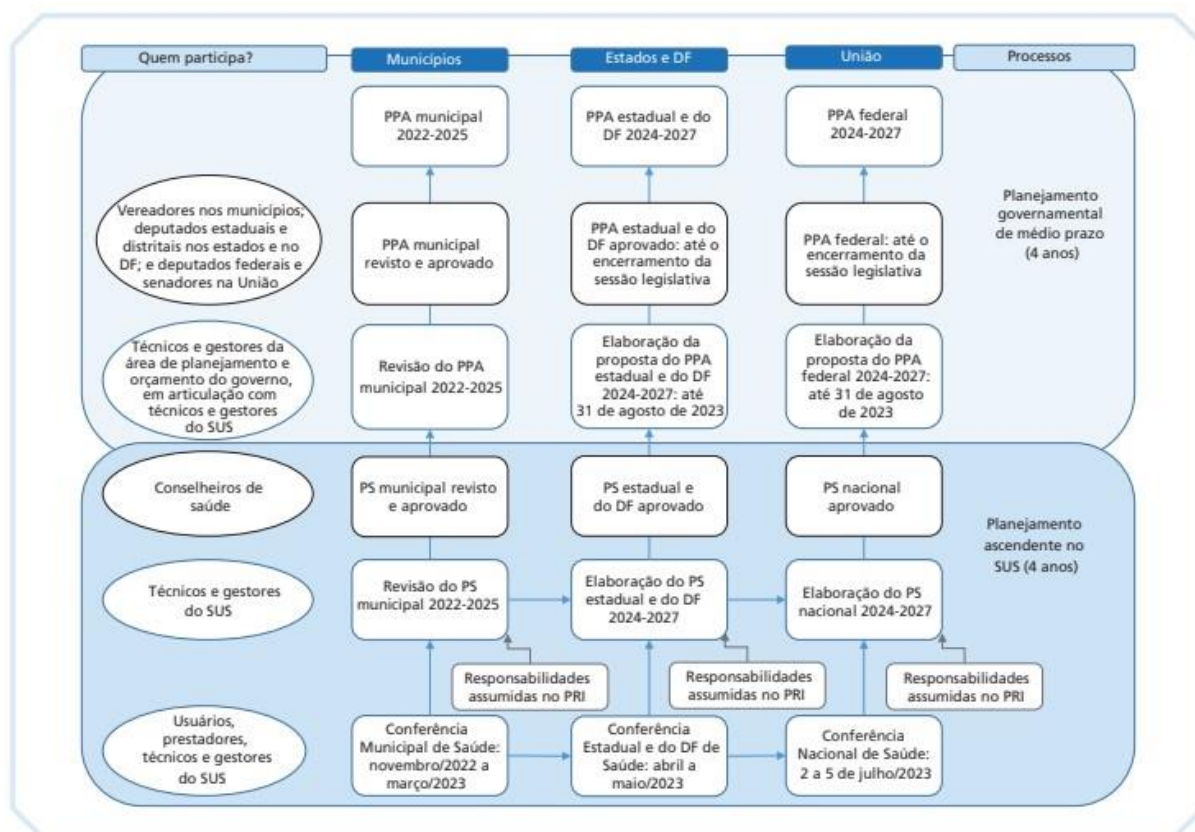 Quem participa?
Municípios
Estados e DF
União
Processos
PPA municipal
2022-2025
PPA estadual e do
DF 2024-2027
PPA federal
2024-2027
Vereadores nos municípios;
deputados estaduais e
distritais nos estados e no
DF; e deputados federais e
senadores na União
PPA municipal
revisto e aprovado
PPA estadual e do
DF aprovado: até o
encerramento da
sessão legislativa
PPA federal: até o
encerramento da
sessão legislativa
Planejamento
governamental
de médio prazo
(4 anos)
Técnicos e gestores da
área de planejamento e
orçamento do governo,
em articulação com
técnicos e gestores
do SUS
Revisão do PPA
municipal 2022-2025
Elaboração da
proposta do PPA
estadual e do DF
2024-2027: até
31 de agosto de 2023
Elaboração da
proposta do PPA
federal 2024-2027:
até 31 de agosto
de 2023
Conselheiros de
saúde
PS municipal revisto
e aprovado
PS estadual e
do DF aprovado
PS nacional
aprovado
Planejamento
ascendente no
SUS (4 anos)
Técnicos e gestores
do SUS
Revisão do PS
municipal 2022-2025
Elaboração do PS
estadual e do DF
2024-2027
Elaboração do PS
nacional 2024-2027
Responsabilidades
assumidas no PRI
Responsabilidades
assumidas no PRI
Responsabilidades
assumidas no PRI
Usuários,
prestadores,
técnicos e gestores
do SUS
Conferência
Municipal de Saúde:
novembro/2022 a
março/2023
Conferência
Estadual e do DF de
Saúde: abril a
maio/2023
Conferência
Nacional de Saúde:
2 a 5 de julho/2023